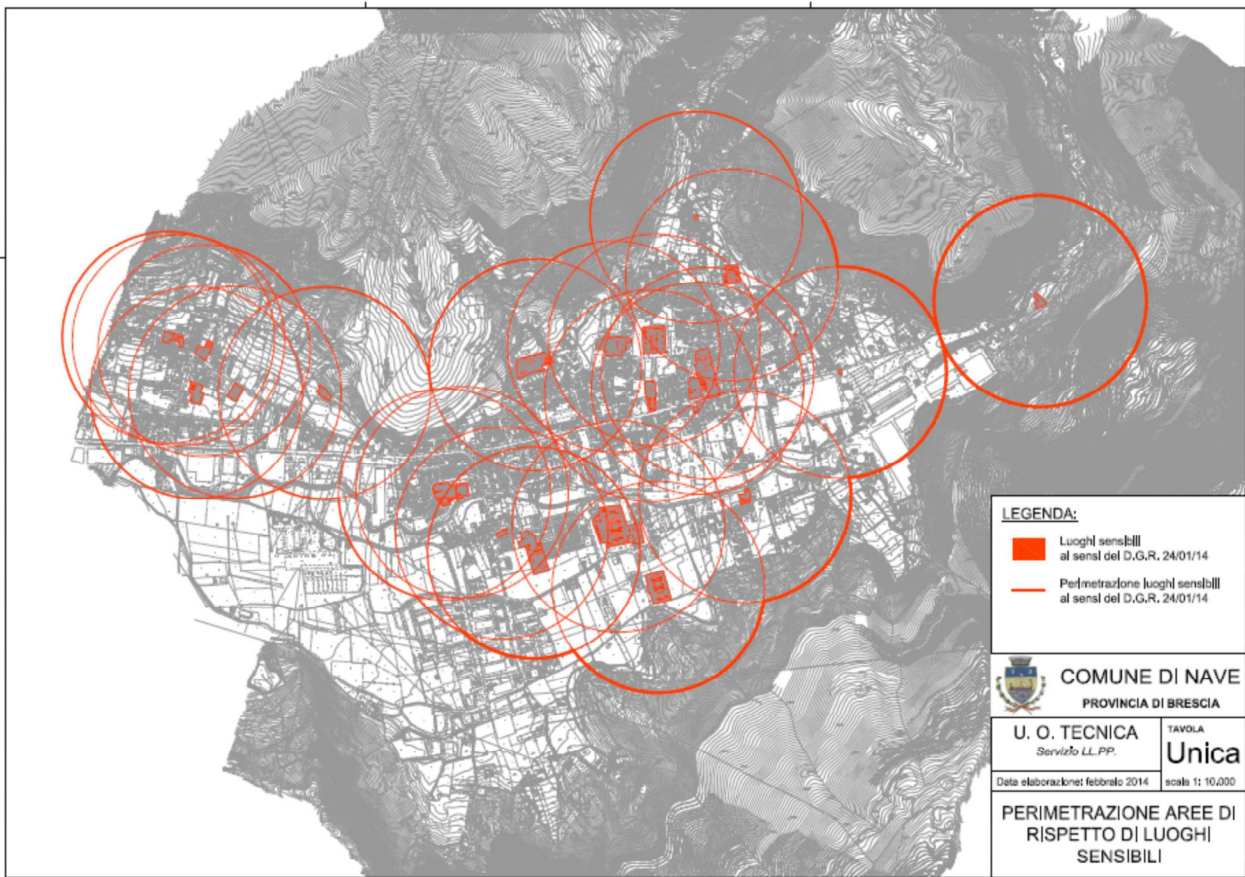 LEGENDA:
Luoghi sensibili
ai sensi del D.G.R. 24/01/14
Perimetrazione luoghi sensibili
ai sensi del D.G.R. 24/01/14
COMUNE DI NAVE
PROVINCIA DI BRESCIA
U. O. TECNICA
Servizio LL.PP.
TAVOLA
Unica
Data elaborazione: febbraio 2014
scala 1: 10.000
PERIMETRAZIONE AREE DI
RISPETTO DI LUOGHI
SENSIBILI